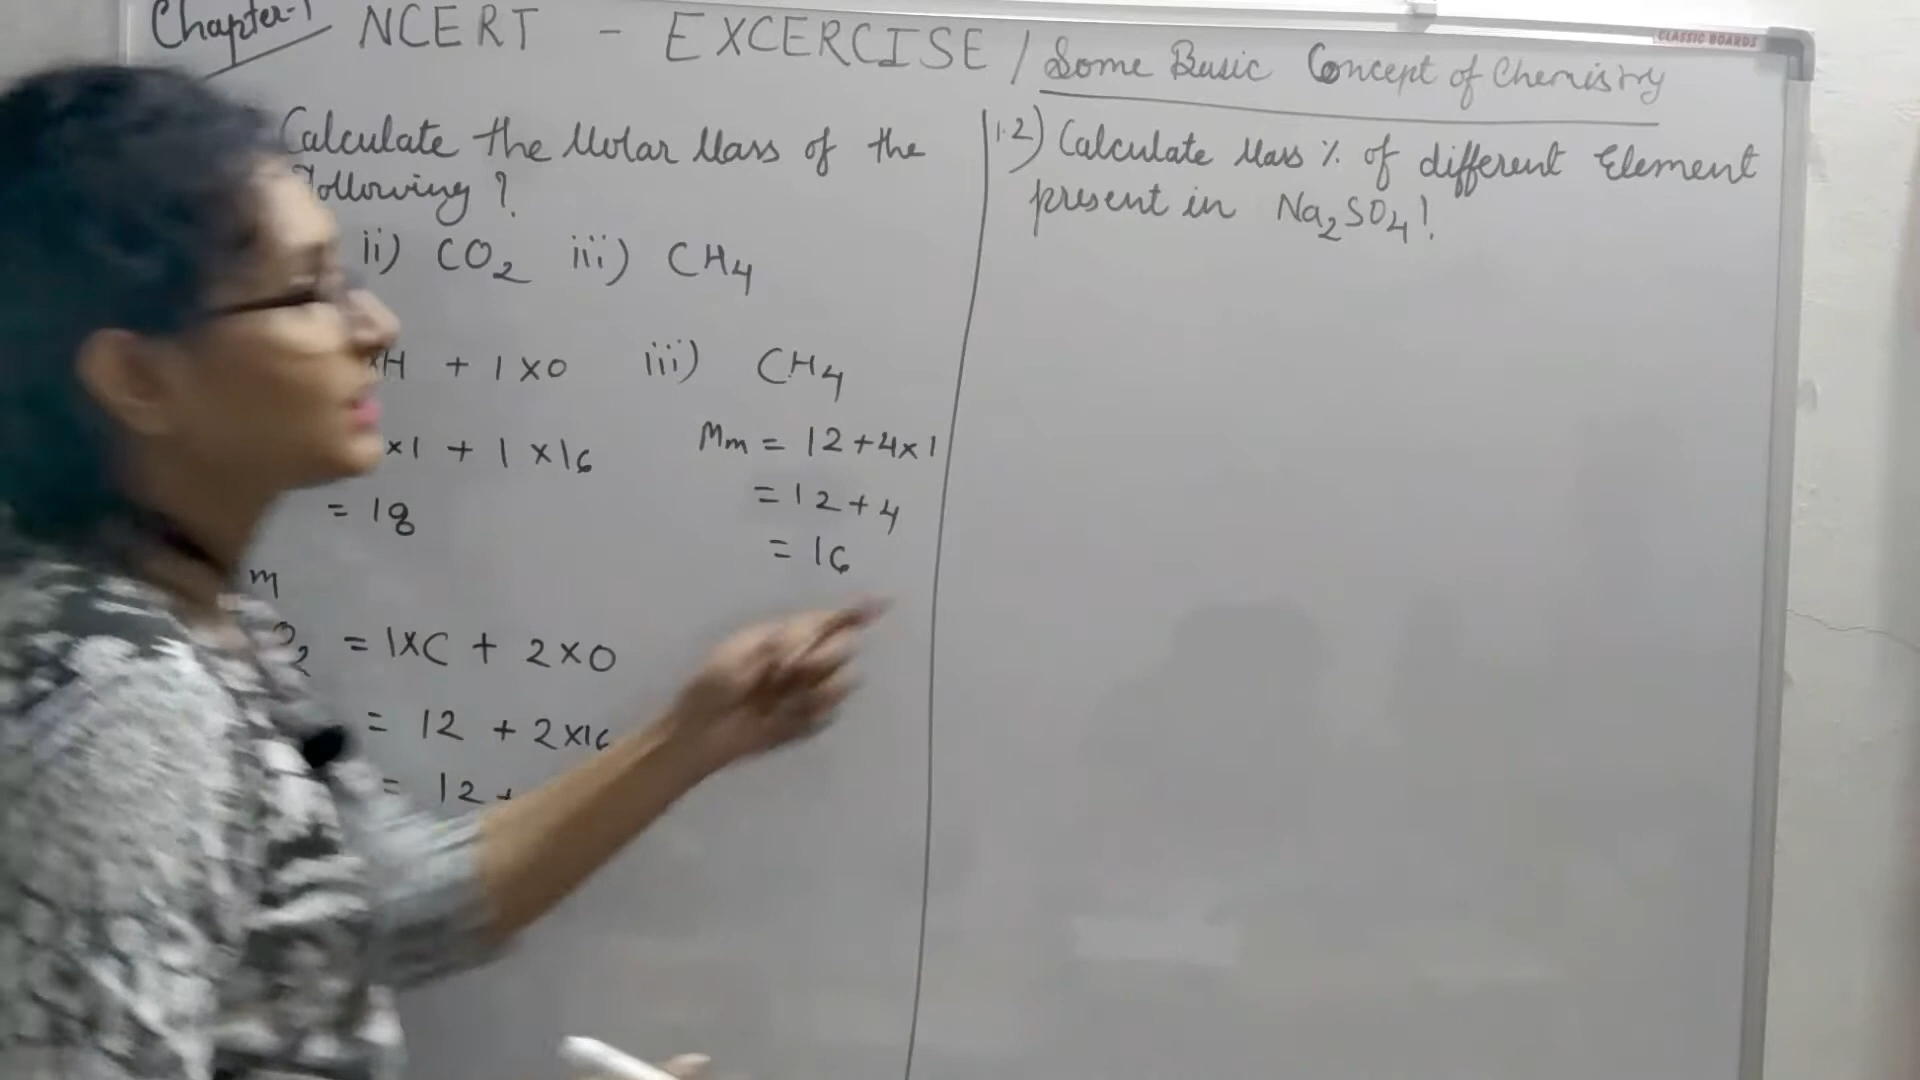 Chapter-1 NCERT - EXCERCISE / Some Basic Concept of Chemistry
CLASSIC BOARDS
Calculate the Molar Mass of the
Following ?
ii) CO₂ iii) CH₄
×H + 1×O
×1 + 1×16
= 18
m
O₂ = 1×C + 2×O
= 12 + 2×16
= 12+
iii) CH₄
Mm = 12+4×1
= 12+4
= 16
1.2) Calculate Mass % of different Element
present in Na₂SO₄!